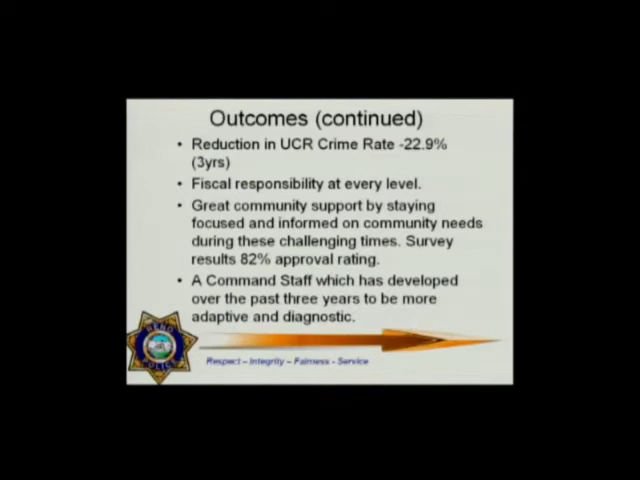 Outcomes (continued)
• Reduction in UCR Crime Rate -22.9%
(3yrs)
• Fiscal responsibility at every level.
• Great community support by staying
focused and informed on community needs
during these challenging times. Survey
results 82% approval rating.
• A Command Staff which has developed
over the past three years to be more
adaptive and diagnostic.
RENO
POLICE
Respect – Integrity – Fairness - Service